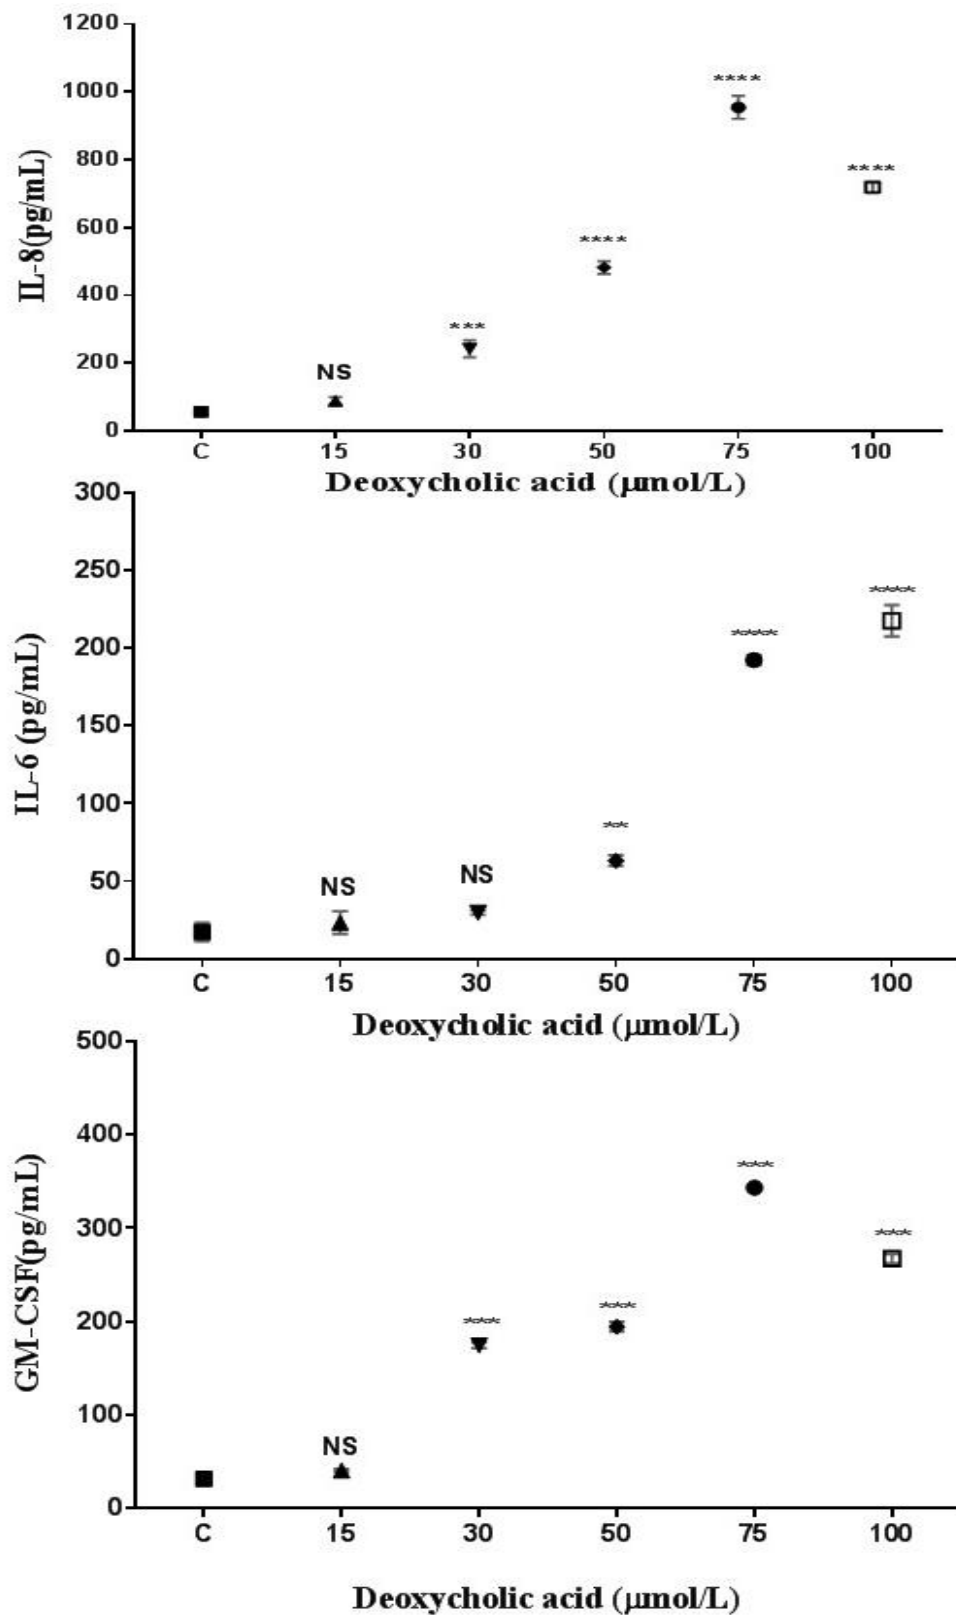 1200
1000
800
600
400
200
0
IL-8(pg/mL)
NS
***
****
****
****
C 15 30 50 75 100
Deoxycholic acid (μmol/L)
300
250
200
150
100
50
0
IL-6 (pg/mL)
NS
NS
**
****
****
C 15 30 50 75 100
Deoxycholic acid (μmol/L)
500
400
300
200
100
0
GM-CSF(pg/mL)
NS
***
***
***
***
C 15 30 50 75 100
Deoxycholic acid (μmol/L)